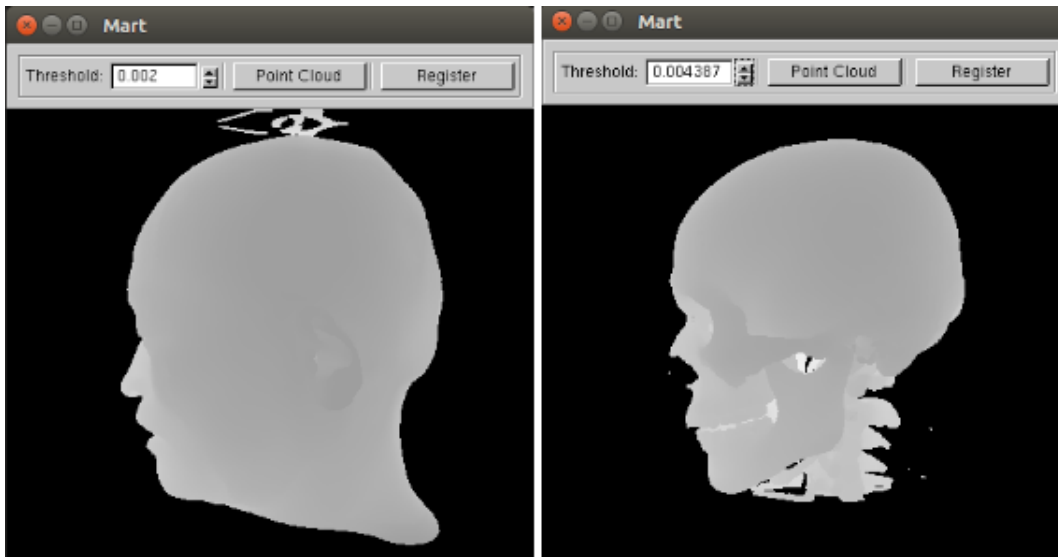 Mart
Threshold: 0.002 Point Cloud Register
Mart
Threshold: 0.004387 Point Cloud Register